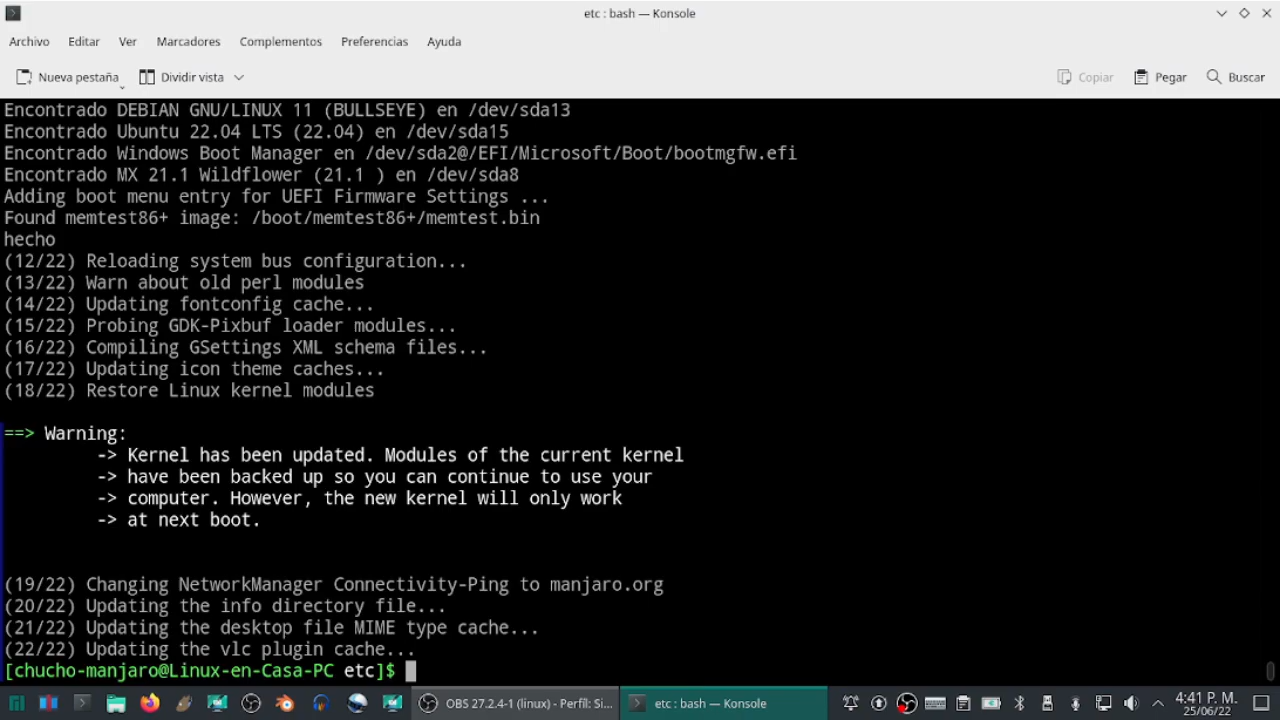 etc : bash — Konsole
Archivo Editar Ver Marcadores Complementos Preferencias Ayuda
Nueva pestaña Dividir vista Copiar Pegar Buscar
Encontrado DEBIAN GNU/LINUX 11 (BULLSEYE) en /dev/sda13
Encontrado Ubuntu 22.04 LTS (22.04) en /dev/sda15
Encontrado Windows Boot Manager en /dev/sda2@/EFI/Microsoft/Boot/bootmgfw.efi
Encontrado MX 21.1 Wildflower (21.1 ) en /dev/sda8
Adding boot menu entry for UEFI Firmware Settings ...
Found memtest86+ image: /boot/memtest86+/memtest.bin
hecho
(12/22) Reloading system bus configuration...
(13/22) Warn about old perl modules
(14/22) Updating fontconfig cache...
(15/22) Probing GDK-Pixbuf loader modules...
(16/22) Compiling GSettings XML schema files...
(17/22) Updating icon theme caches...
(18/22) Restore Linux kernel modules
==> Warning:
-> Kernel has been updated. Modules of the current kernel
-> have been backed up so you can continue to use your
-> computer. However, the new kernel will only work
-> at next boot.
(19/22) Changing NetworkManager Connectivity-Ping to manjaro.org
(20/22) Updating the info directory file...
(21/22) Updating the desktop file MIME type cache...
(22/22) Updating the vlc plugin cache...
[chucho-manjaro@Linux-en-Casa-PC etc]$
OBS 27.2.4-1 (linux) - Perfil: Si... etc : bash — Konsole 4:41 P. M.
25/06/22